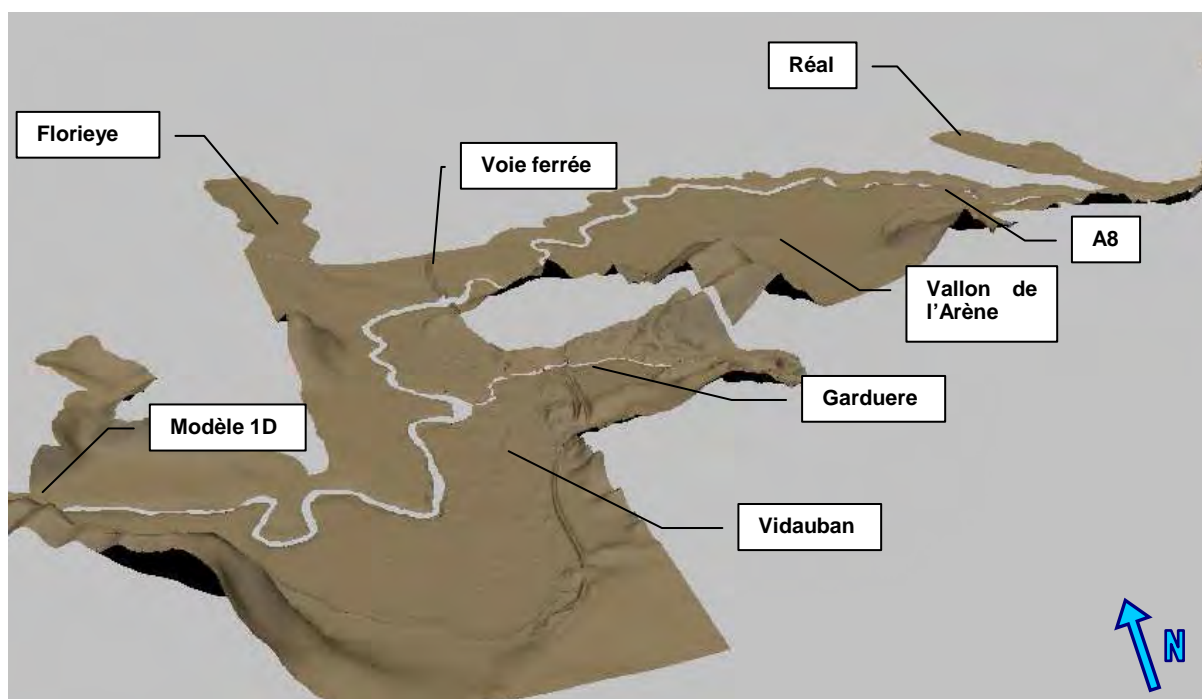 Réal
Florieye
Voie ferrée
A8
Vallon de
l'Arène
Garduere
Modèle 1D
Vidauban
N